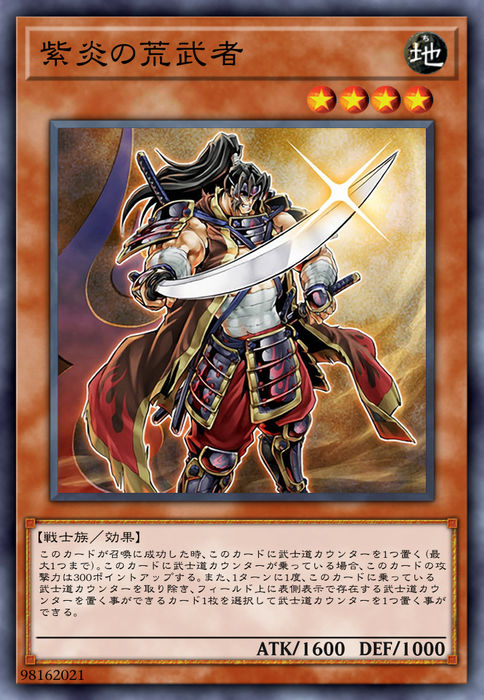 紫炎の荒武者
ち
地
【戦士族／効果】
このカードが召喚に成功した時、このカードに武士道カウンターを1つ置く(最
大1つまで)。このカードに武士道カウンターが乗っている場合、このカードの攻
撃力は300ポイントアップする。また、1ターンに1度、このカードに乗っている
武士道カウンターを取り除き、フィールド上に表側表示で存在する武士道カウ
ンターを置く事ができるカード1枚を選択して武士道カウンターを1つ置く事が
できる。
ATK/1600 DEF/1000
98162021